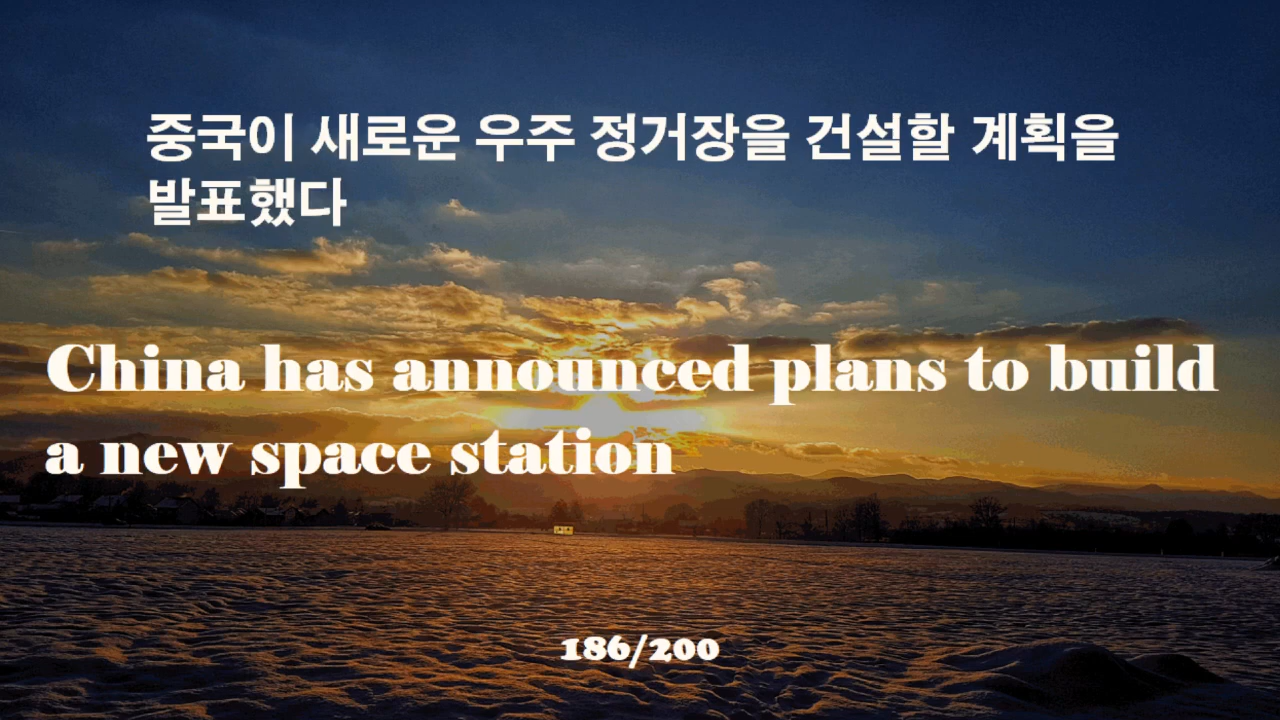 중국이 새로운 우주 정거장을 건설할 계획을
발표했다
China has announced plans to build
a new space station
186/200